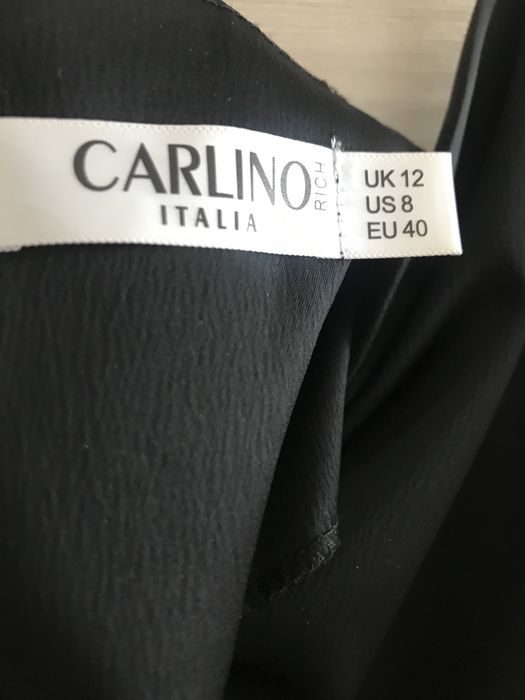 CARLINO
RICH
ITALIA
UK 12
US 8
EU 40